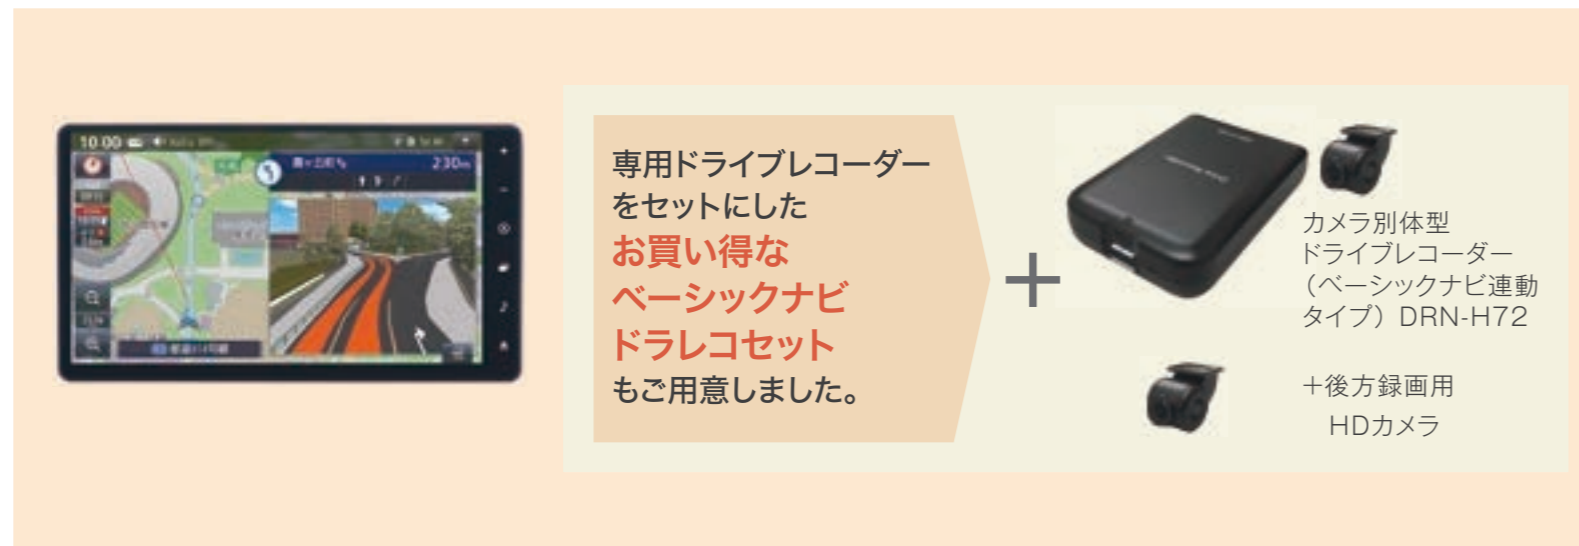 10:00
230m
専用ドライブレコーダー
をセットにした
お買い得な
ベーシックナビ
ドラレコセット
もご用意しました。
+
カメラ別体型
ドライブレコーダー
（ベーシックナビ連動
タイプ）DRN-H72
＋後方録画用
HDカメラ